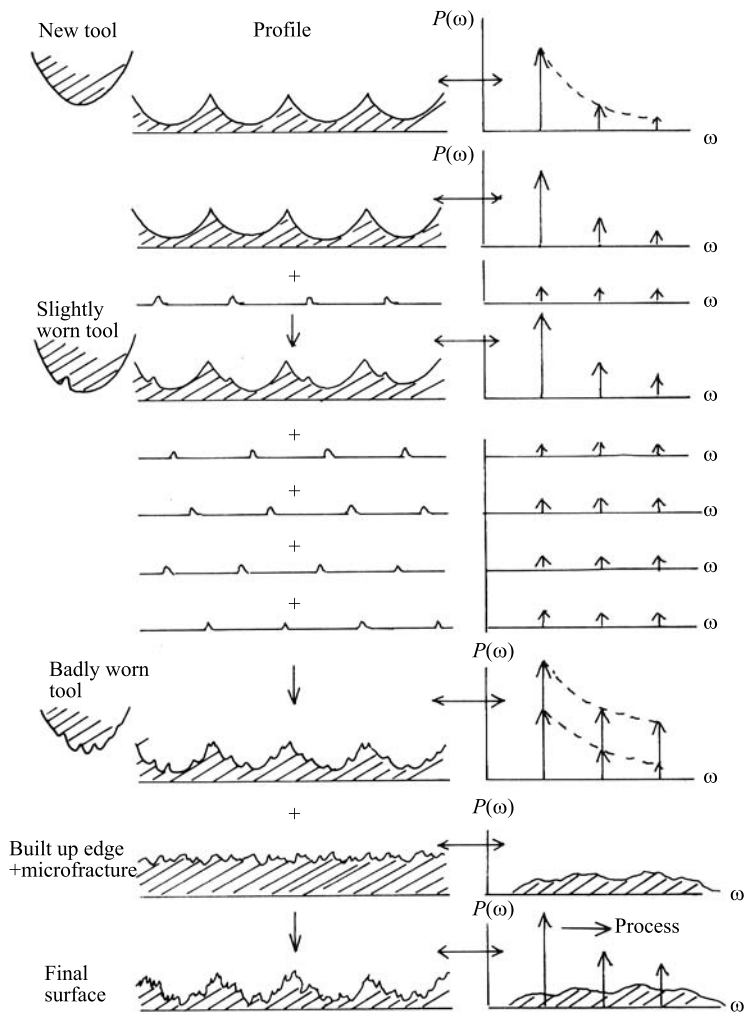 New tool
Profile
P(ω)
ω
P(ω)
ω
+
ω
Slightly
worn tool
ω
+
ω
+
ω
+
ω
+
ω
Badly worn
tool
P(ω)
ω
+
P(ω)
Built up edge
+microfracture
ω
P(ω)
Process
Final
surface
ω